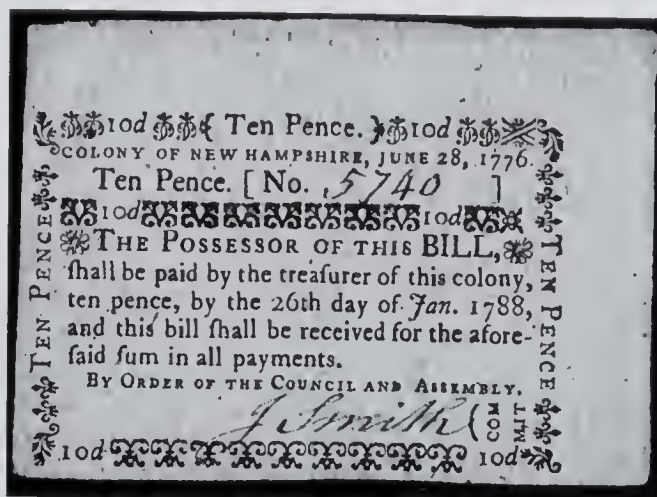 10d { Ten Pence. } 10d
COLONY OF NEW HAMPSHIRE, JUNE 28, 1776.
Ten Pence. [ No. 5740 ]
10d 10d
THE POSSESSOR OF THIS BILL,
ſhall be paid by the treaſurer of this colony,
ten pence, by the 26th day of Jan. 1788,
and this bill ſhall be received for the afore-
ſaid ſum in all payments.
BY ORDER OF THE COUNCIL AND ASSEMBLY.
J Smith { COM
MIT
10d 10d
TEN PENCE
TEN PENCE